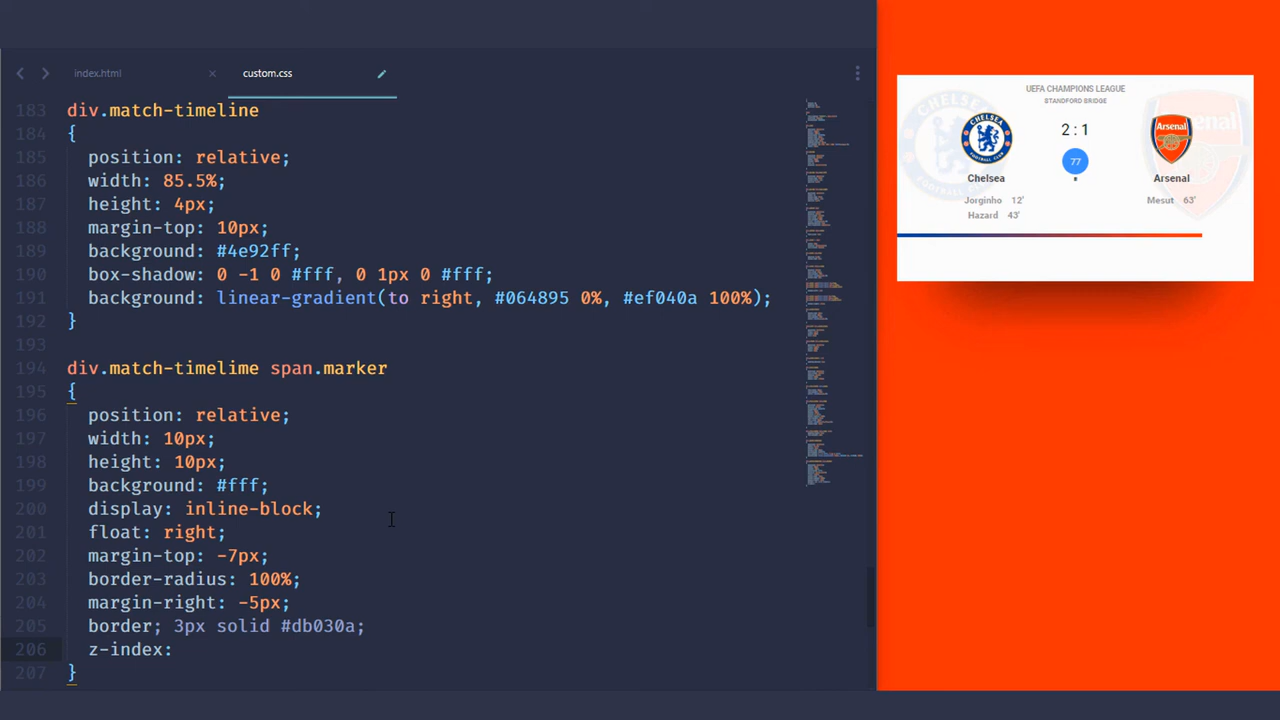 index.html × custom.css
183 div.match-timeline
184 {
185 position: relative;
186 width: 85.5%;
187 height: 4px;
188 margin-top: 10px;
189 background: #4e92ff;
190 box-shadow: 0 -1 0 #fff, 0 1px 0 #fff;
191 background: linear-gradient(to right, #064895 0%, #ef040a 100%);
192 }
193
194 div.match-timelime span.marker
195 {
196 position: relative;
197 width: 10px;
198 height: 10px;
199 background: #fff;
200 display: inline-block;
201 float: right;
202 margin-top: -7px;
203 border-radius: 100%;
204 margin-right: -5px;
205 border; 3px solid #db030a;
206 z-index:
207 }
UEFA CHAMPIONS LEAGUE
STANDFORD BRIDGE
CHELSEA
FOOTBALL CLUB
2 : 1
Arsenal
77
Chelsea
Arsenal
Jorginho 12'
Hazard 43'
Mesut 63'